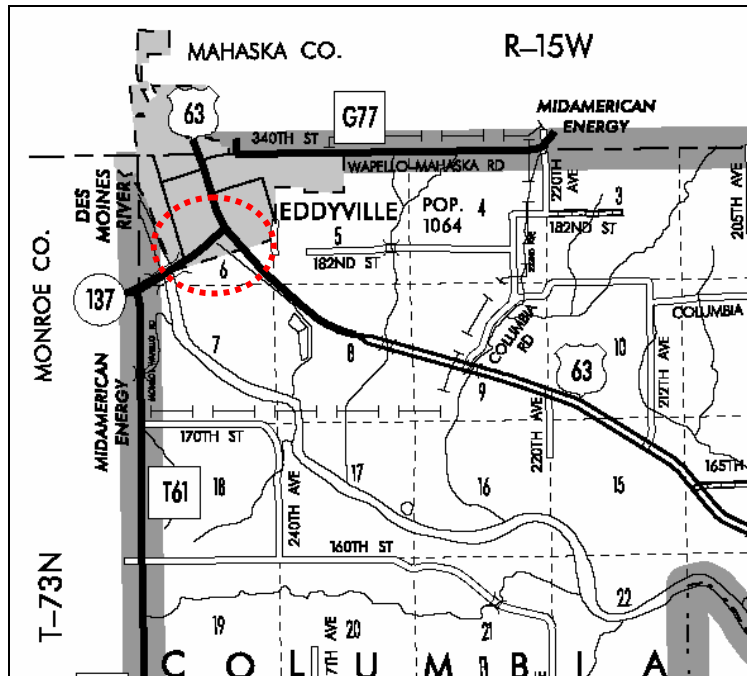 MAHASKA CO.
R–15W
63
G77
MIDAMERICAN
ENERGY
340TH ST
WAPELLO-MAHASKA RD
DES
MOINES
RIVER
220TH
AVE
205TH AVE
EDDYVILLE
POP.
1064
4
3
182ND ST
5
182ND ST
6
137
MONROE CO.
COLUMBIA
RD
COLUMBIA
7
8
9
10
63
212TH AVE
MIDAMERICAN
ENERGY
170TH ST
220TH AVE
165TH
T61
18
17
16
15
240TH AVE
160TH ST
T–73N
22
19
20
21
7TH AVE
COLUMBIA